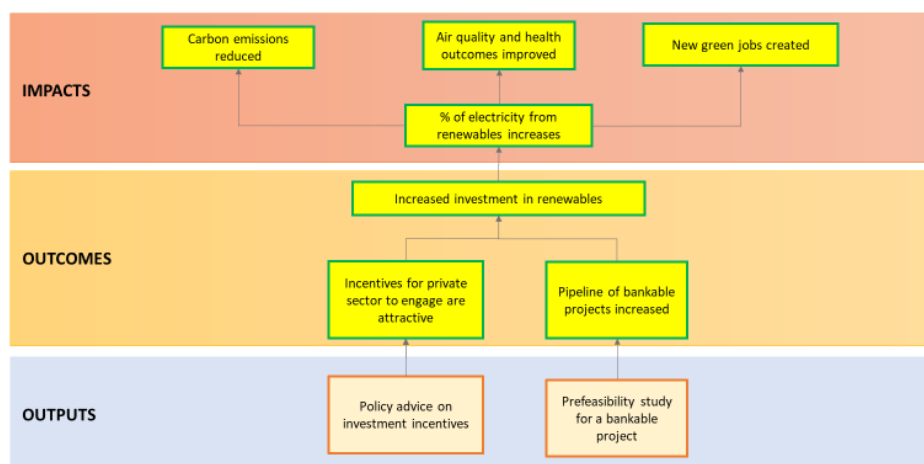 Carbon emissions
reduced
Air quality and health
outcomes improved
New green jobs created
IMPACTS
% of electricity from
renewables increases
Increased investment in renewables
OUTCOMES
Incentives for private
sector to engage are
attractive
Pipeline of bankable
projects increased
OUTPUTS
Policy advice on
investment incentives
Prefeasibility study
for a bankable
project